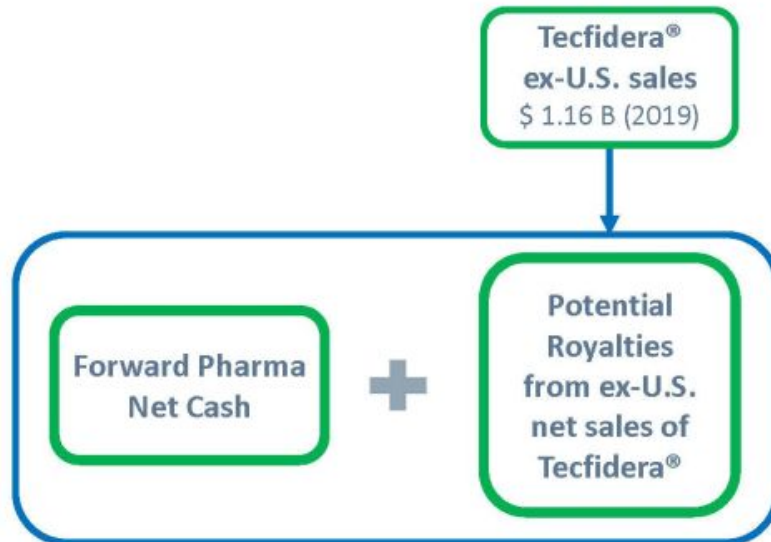 Tecfidera®
ex-U.S. sales
$ 1.16 B (2019)
Forward Pharma
Net Cash
Potential
Royalties
from ex-U.S.
net sales of
Tecfidera®